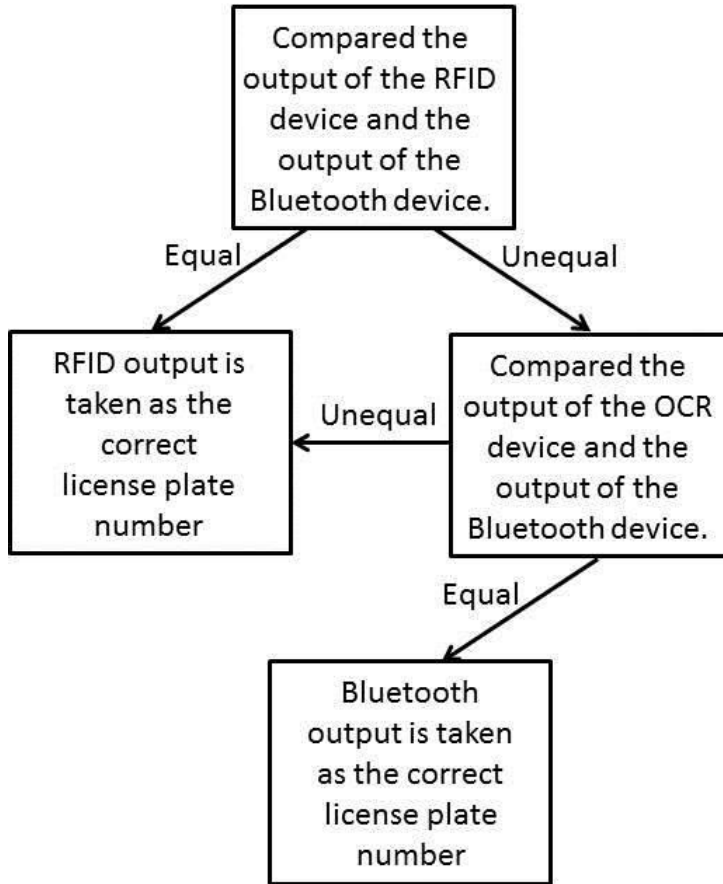 Compared the
output of the RFID
device and the
output of the
Bluetooth device.
Equal
Unequal
RFID output is
taken as the
correct
license plate
number
Unequal
Compared the
output of the OCR
device and the
output of the
Bluetooth device.
Equal
Bluetooth
output is taken
as the correct
license plate
number